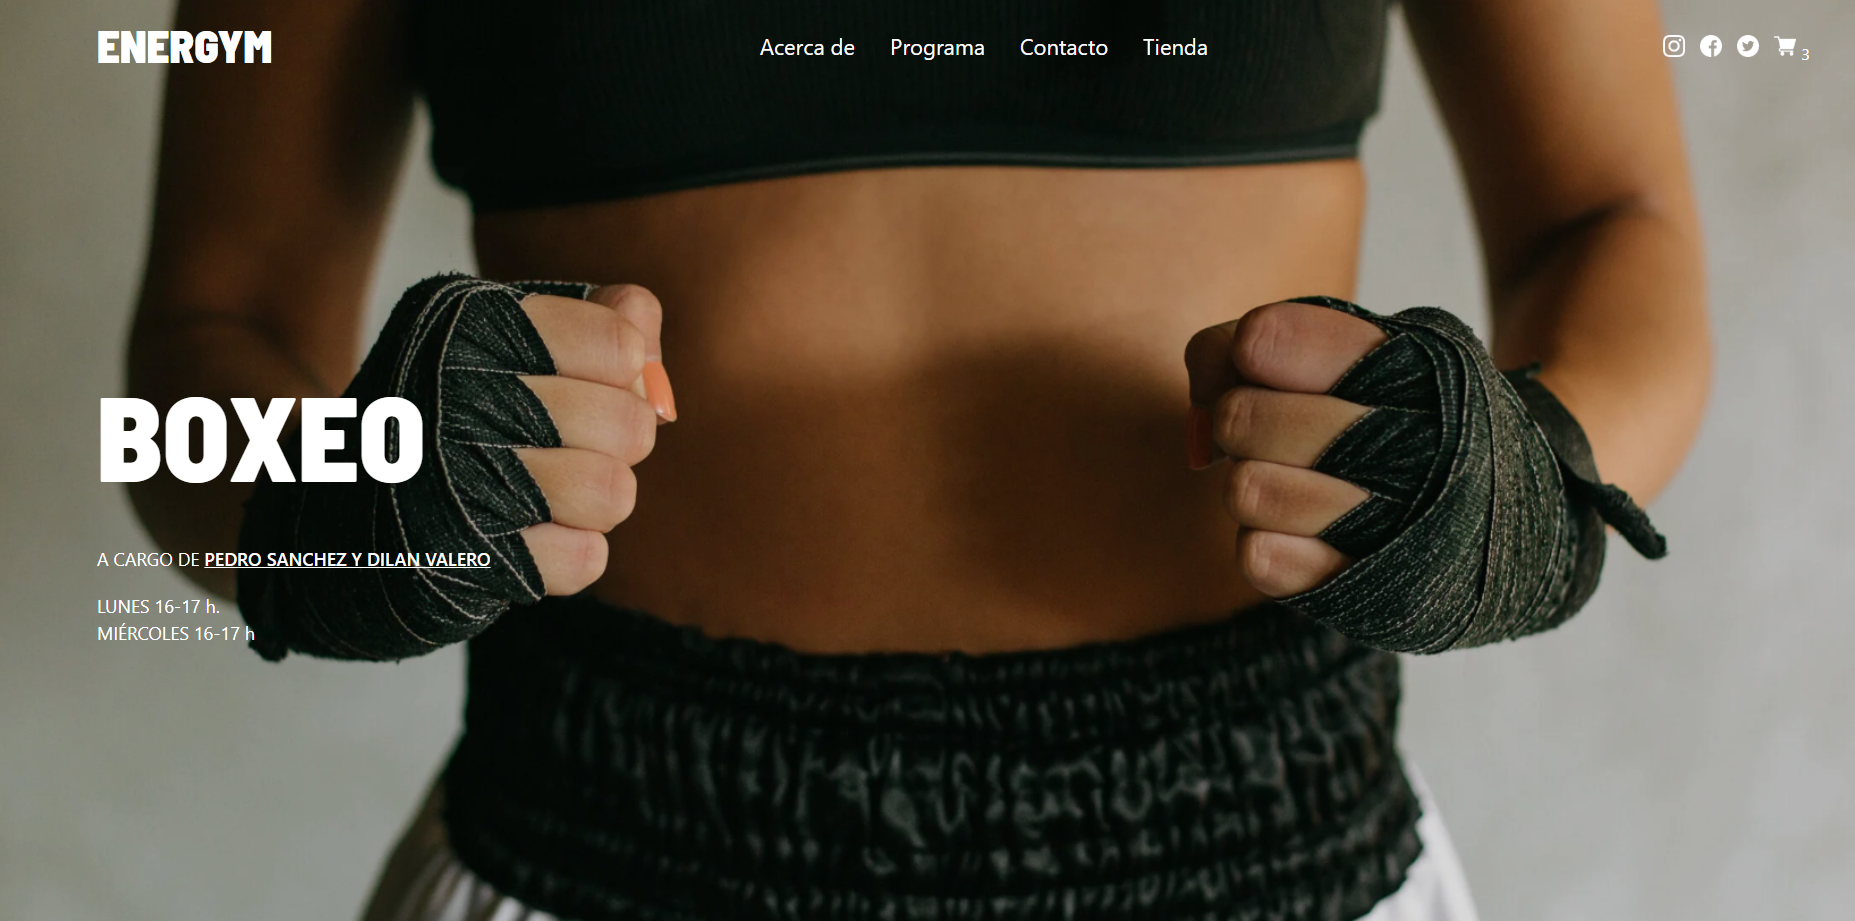 ENERGYM
Acerca de
Programa
Contacto
Tienda
3
BOXEO
A CARGO DE PEDRO SANCHEZ Y DILAN VALERO
LUNES 16-17 h.
MIÉRCOLES 16-17 h